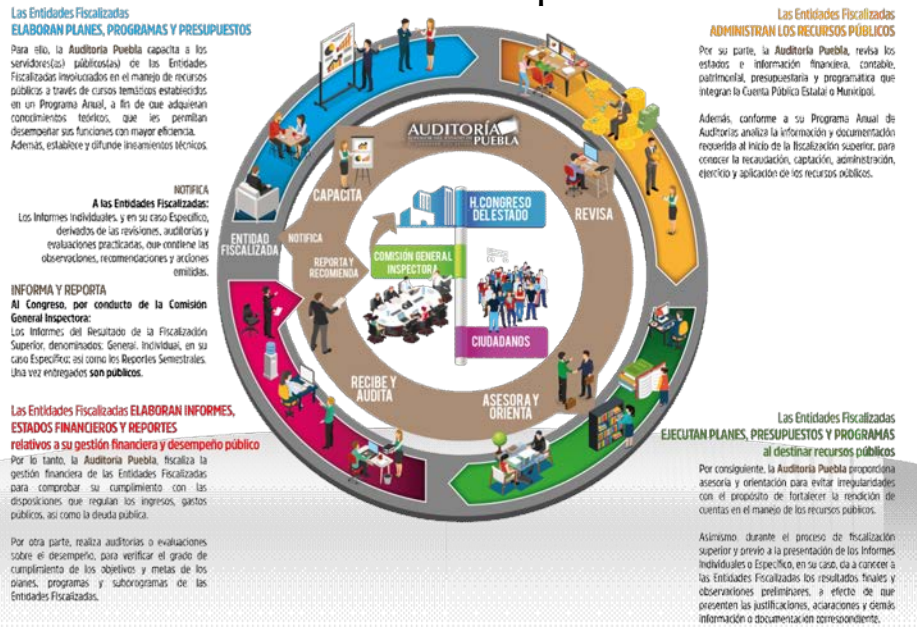 Las Entidades Fiscalizadas
ELABORAN PLANES, PROGRAMAS Y PRESUPUESTOS
Para ello, la Auditoría Puebla capacita a los
servidores(as) públicos(as) de las Entidades
Fiscalizadas involucrados en el manejo de recursos
públicos a través de cursos temáticos establecidos
en un Programa Anual, a fin de que adquieran
conocimientos teóricos, que les permitan
desempeñar sus funciones con mayor eficiencia.
Además, establece y difunde lineamientos técnicos.
NOTIFICA
A las Entidades Fiscalizadas:
Los Informes Individuales, y en su caso Específico,
derivados de las revisiones, auditorías y
evaluaciones practicadas, que contiene las
observaciones, recomendaciones y acciones
emitidas.
INFORMA Y REPORTA
Al Congreso, por conducto de la Comisión
General Inspectora:
Los Informes del Resultado de la Fiscalización
Superior, denominados: General, Individual, en su
caso Específico; así como los Reportes Semestrales.
Una vez entregados son públicos.
Las Entidades Fiscalizadas ELABORAN INFORMES,
ESTADOS FINANCIEROS Y REPORTES
relativos a su gestión financiera y desempeño público
Por lo tanto, la Auditoría Puebla, fiscaliza la
gestión financiera de las Entidades Fiscalizadas
para comprobar su cumplimiento con las
disposiciones que regulan los ingresos, gastos
públicos, así como la deuda pública.
Por otra parte, realiza auditorías o evaluaciones
sobre el desempeño, para verificar el grado de
cumplimiento de los objetivos y metas de los
planes, programas y subprogramas de las
Entidades Fiscalizadas.
AUDITORÍA
PUEBLA
CAPACITA
REVISA
H. CONGRESO
DEL ESTADO
ENTIDAD
FISCALIZADA
NOTIFICA
REPORTA Y
RECOMIENDA
COMISIÓN GENERAL
INSPECTORA
CIUDADANOS
RECIBE Y
AUDITA
ASESORA Y
ORIENTA
Las Entidades Fiscalizadas
ADMINISTRAN LOS RECURSOS PÚBLICOS
Por su parte, la Auditoría Puebla, revisa los
estados e información financiera, contable,
patrimonial, presupuestaria y programática que
integran la Cuenta Pública Estatal o Municipal.
Además, conforme a su Programa Anual de
Auditorías analiza la información y documentación
requerida al inicio de la fiscalización superior, para
conocer la recaudación, captación, administración,
ejercicio y aplicación de los recursos públicos.
Las Entidades Fiscalizadas
EJECUTAN PLANES, PRESUPUESTOS Y PROGRAMAS
al destinar recursos públicos
Por consiguiente, la Auditoría Puebla proporciona
asesoría y orientación para evitar irregularidades
con el propósito de fortalecer la rendición de
cuentas en el manejo de los recursos públicos.
Asimismo, durante el proceso de fiscalización
superior y previo a la presentación de los Informes
Individuales o Específico, en su caso, da a conocer a
las Entidades Fiscalizadas los resultados finales y
observaciones preliminares, a efecto de que
presenten las justificaciones, aclaraciones y demás
información o documentación correspondiente.